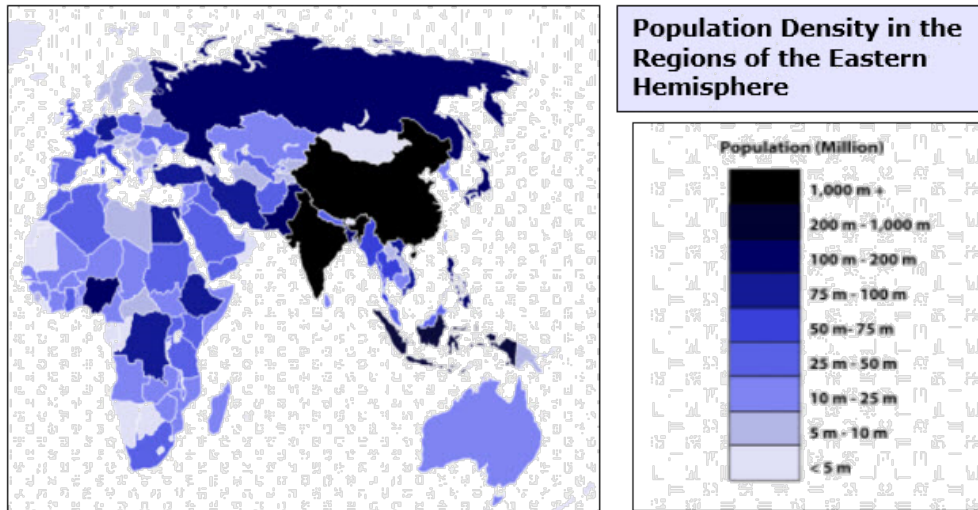 Population Density in the
Regions of the Eastern
Hemisphere
Population (Million)
1,000 m +
200 m - 1,000 m
100 m - 200 m
75 m - 100 m
50 m- 75 m
25 m - 50 m
10 m - 25 m
5 m - 10 m
< 5 m